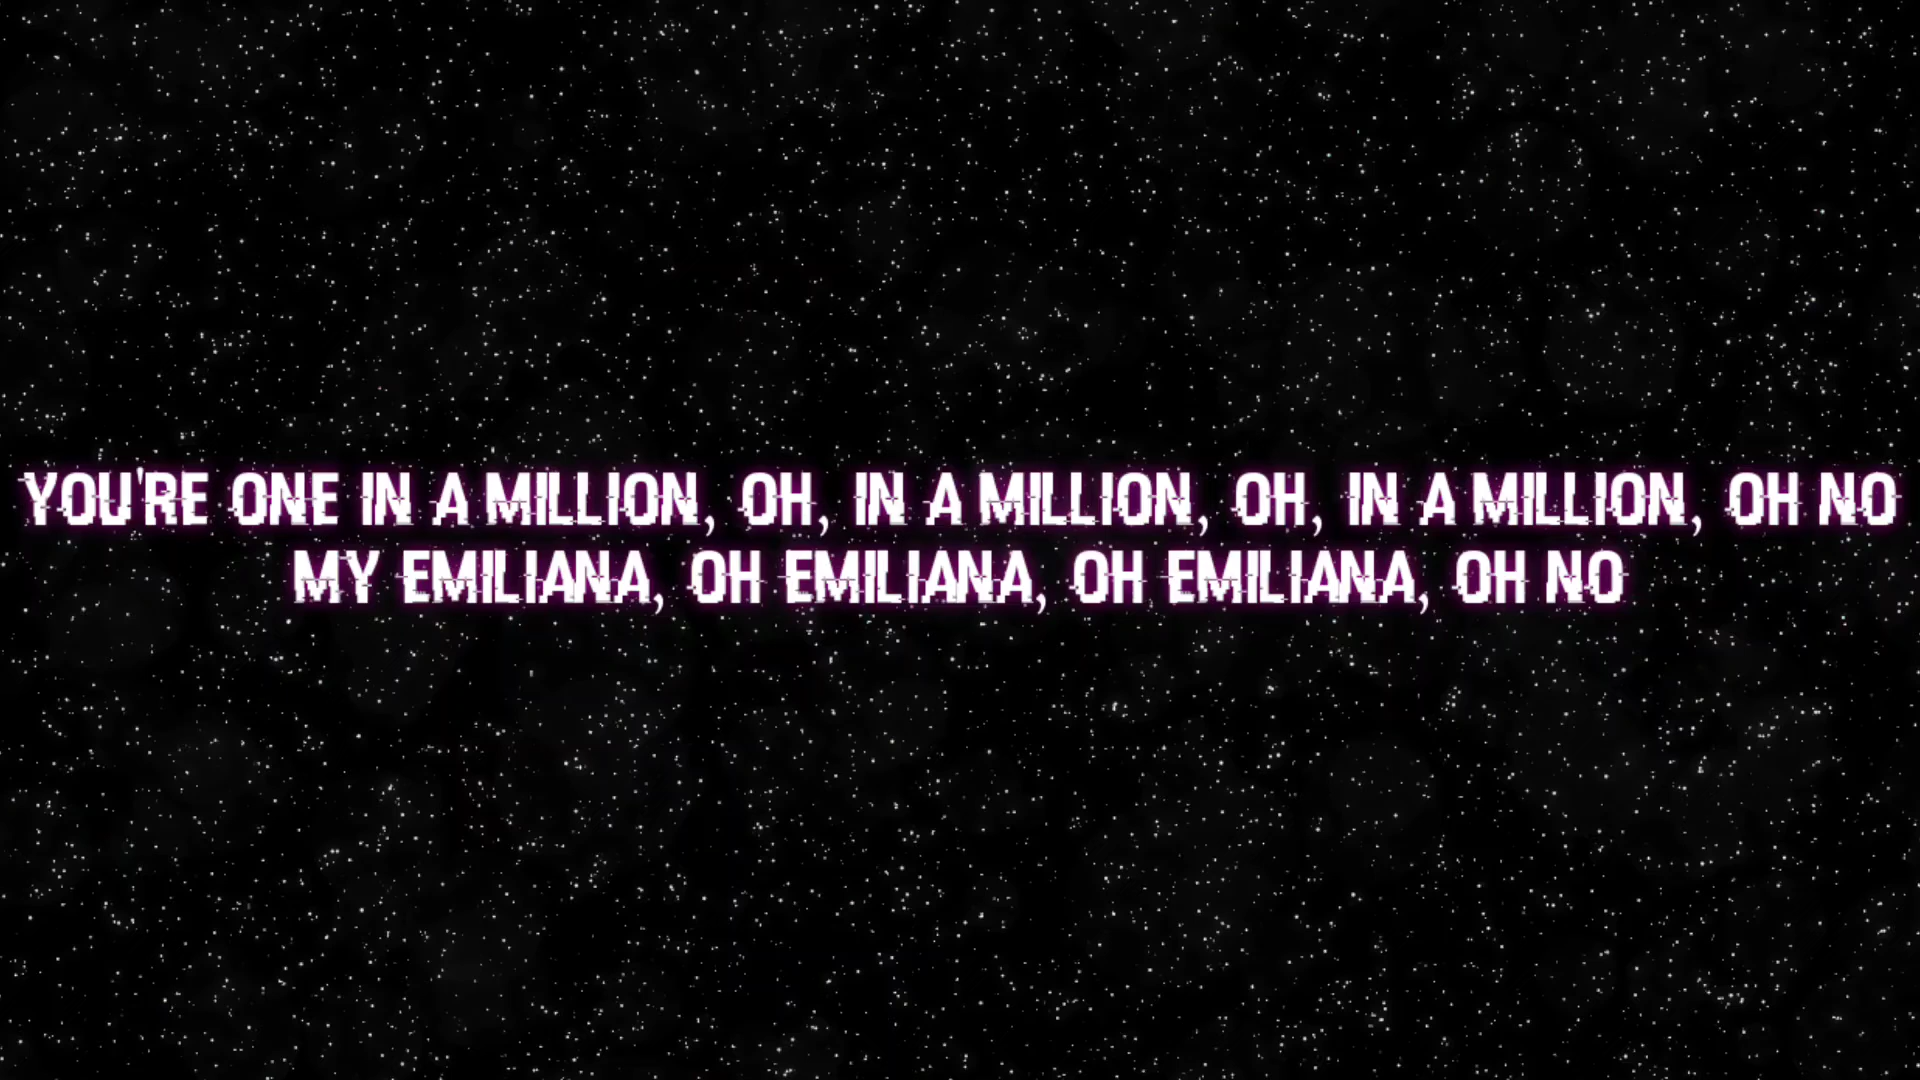 YOU'RE ONE IN A MILLION, OH, IN A MILLION, OH, IN A MILLION, OH NO
MY EMILIANA, OH EMILIANA, OH EMILIANA, OH NO